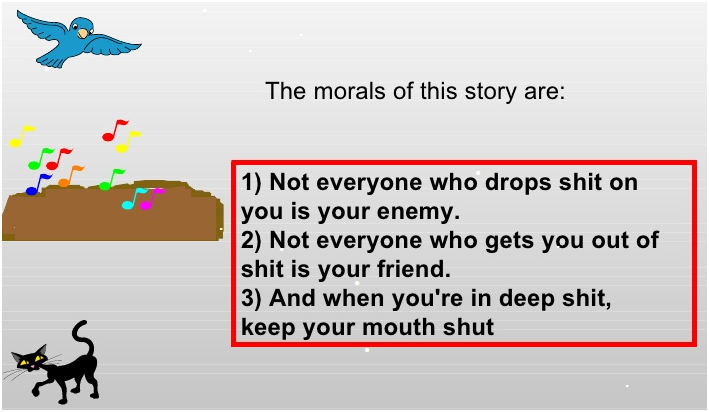 The morals of this story are:
1) Not everyone who drops shit on
you is your enemy.
2) Not everyone who gets you out of
shit is your friend.
3) And when you're in deep shit,
keep your mouth shut